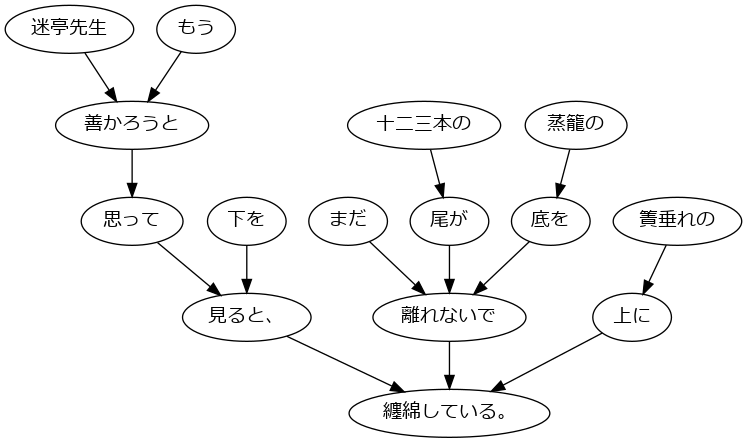 迷亭先生
もう
善かろうと
十二三本の
蒸籠の
思って
下を
まだ
尾が
底を
簀垂れの
見ると、
離れないで
上に
纏綿している。